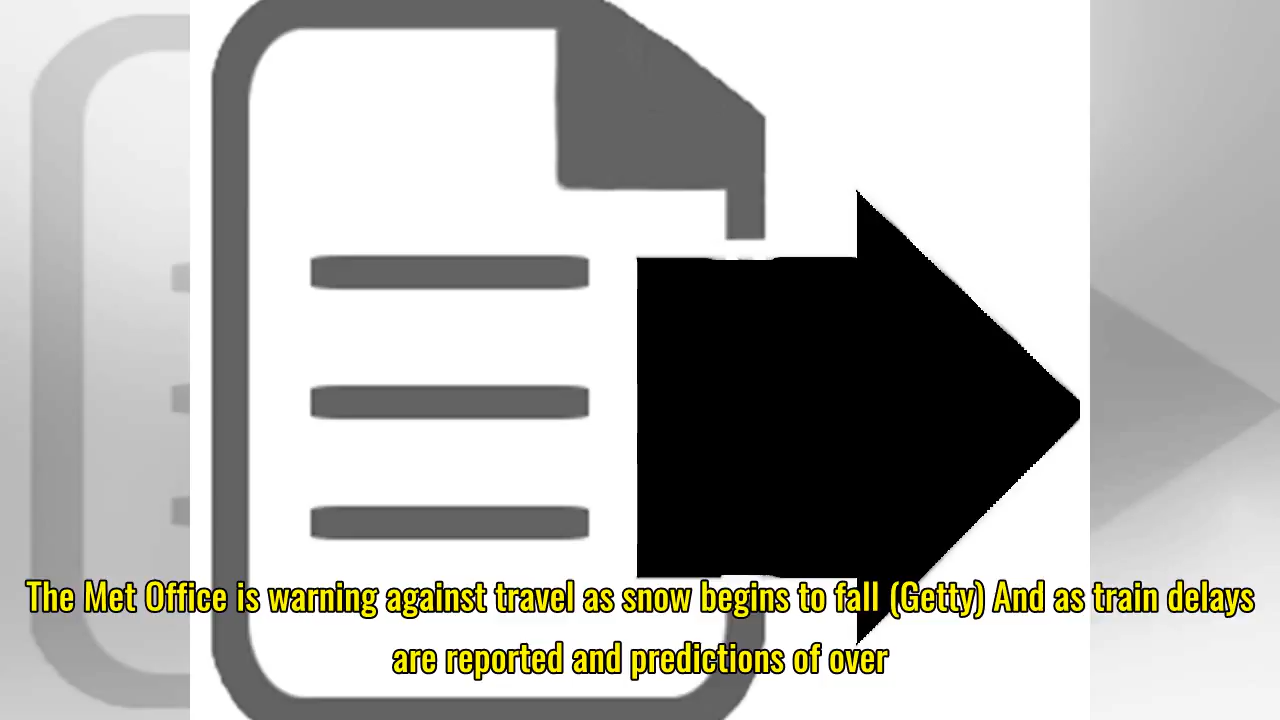 The Met Office is warning against travel as snow begins to fall (Getty) And as train delays
are reported and predictions of over